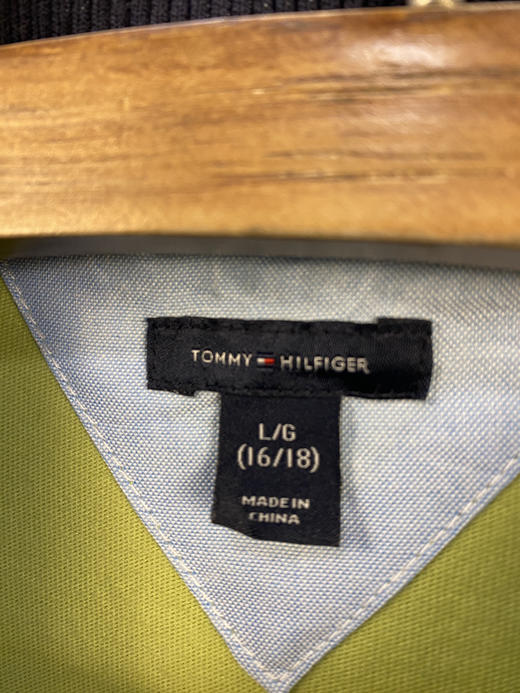 TOMMY HILFIGER
L/G
(16/18)
MADE IN
CHINA